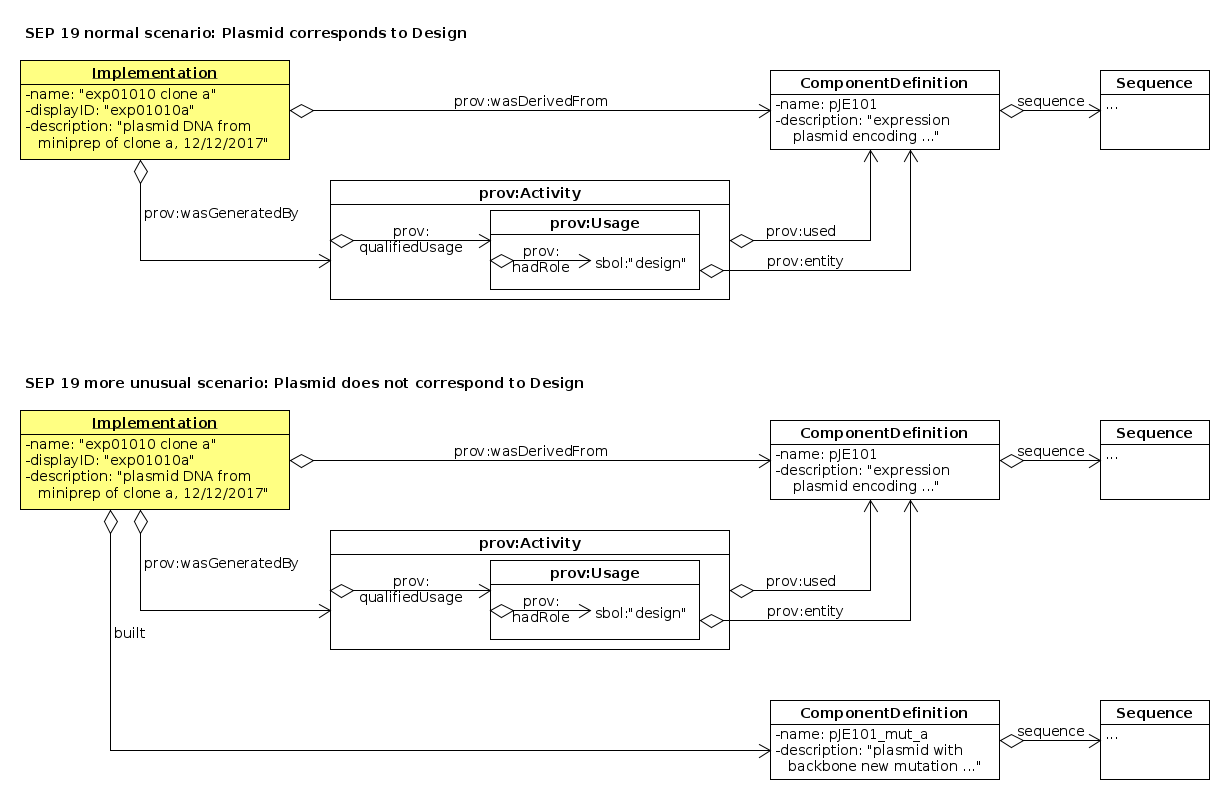 SEP 19 normal scenario: Plasmid corresponds to Design
Implementation
-name: "exp01010 clone a"
-displayID: "exp01010a"
-description: "plasmid DNA from
miniprep of clone a, 12/12/2017"
prov:wasDerivedFrom
ComponentDefinition
-name: pJE101
-description: "expression
plasmid encoding ..."
sequence
Sequence
...
prov:wasGeneratedBy
prov:Activity
prov:
qualifiedUsage
prov:Usage
prov:
hadRole
sbol:"design"
prov:used
prov:entity
SEP 19 more unusual scenario: Plasmid does not correspond to Design
Implementation
-name: "exp01010 clone a"
-displayID: "exp01010a"
-description: "plasmid DNA from
miniprep of clone a, 12/12/2017"
prov:wasDerivedFrom
ComponentDefinition
-name: pJE101
-description: "expression
plasmid encoding ..."
sequence
Sequence
...
prov:wasGeneratedBy
prov:Activity
prov:
qualifiedUsage
prov:Usage
prov:
hadRole
sbol:"design"
prov:used
prov:entity
built
ComponentDefinition
-name: pJE101_mut_a
-description: "plasmid with
backbone new mutation ..."
sequence
Sequence
...